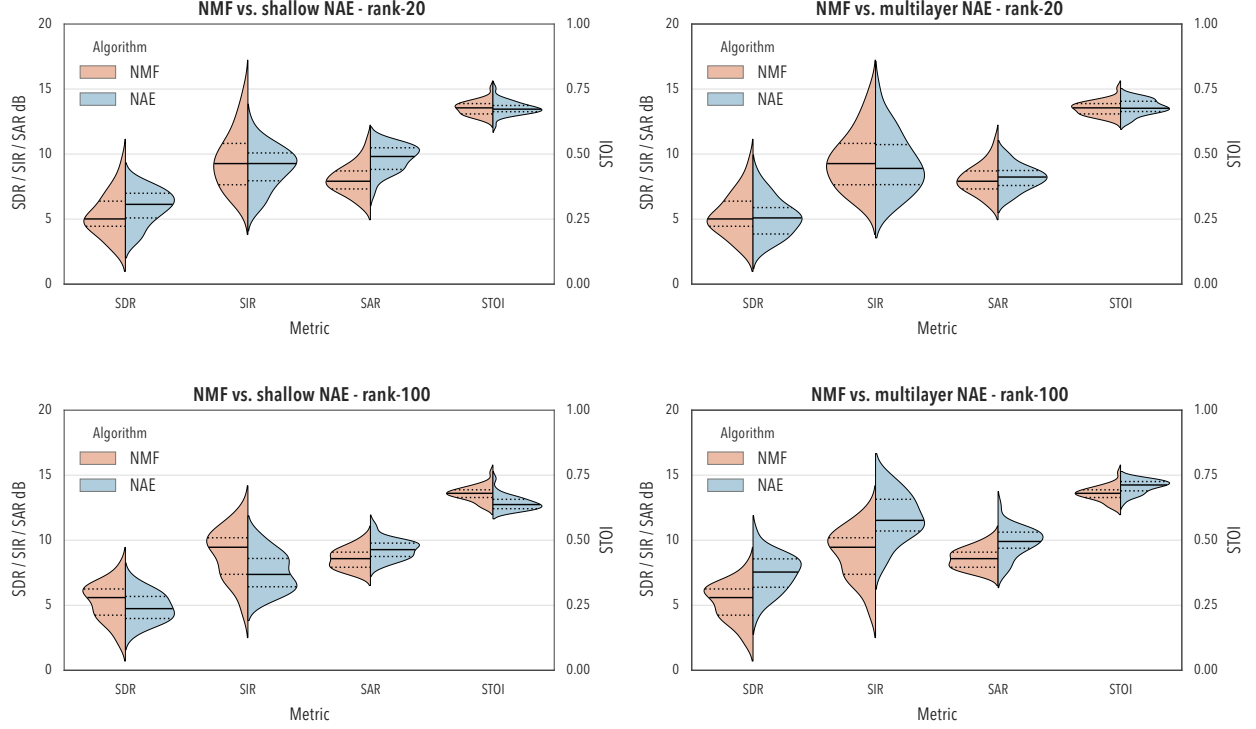 NMF vs. shallow NAE - rank-20
20
15
10
5
0
SDR / SIR / SAR dB
Algorithm
NMF
NAE
1.00
0.75
0.50
0.25
0.00
STOI
SDR
SIR
SAR
STOI
Metric
NMF vs. multilayer NAE - rank-20
20
15
10
5
0
SDR / SIR / SAR dB
Algorithm
NMF
NAE
1.00
0.75
0.50
0.25
0.00
STOI
SDR
SIR
SAR
STOI
Metric
NMF vs. shallow NAE - rank-100
20
15
10
5
0
SDR / SIR / SAR dB
Algorithm
NMF
NAE
1.00
0.75
0.50
0.25
0.00
STOI
SDR
SIR
SAR
STOI
Metric
NMF vs. multilayer NAE - rank-100
20
15
10
5
0
SDR / SIR / SAR dB
Algorithm
NMF
NAE
1.00
0.75
0.50
0.25
0.00
STOI
SDR
SIR
SAR
STOI
Metric